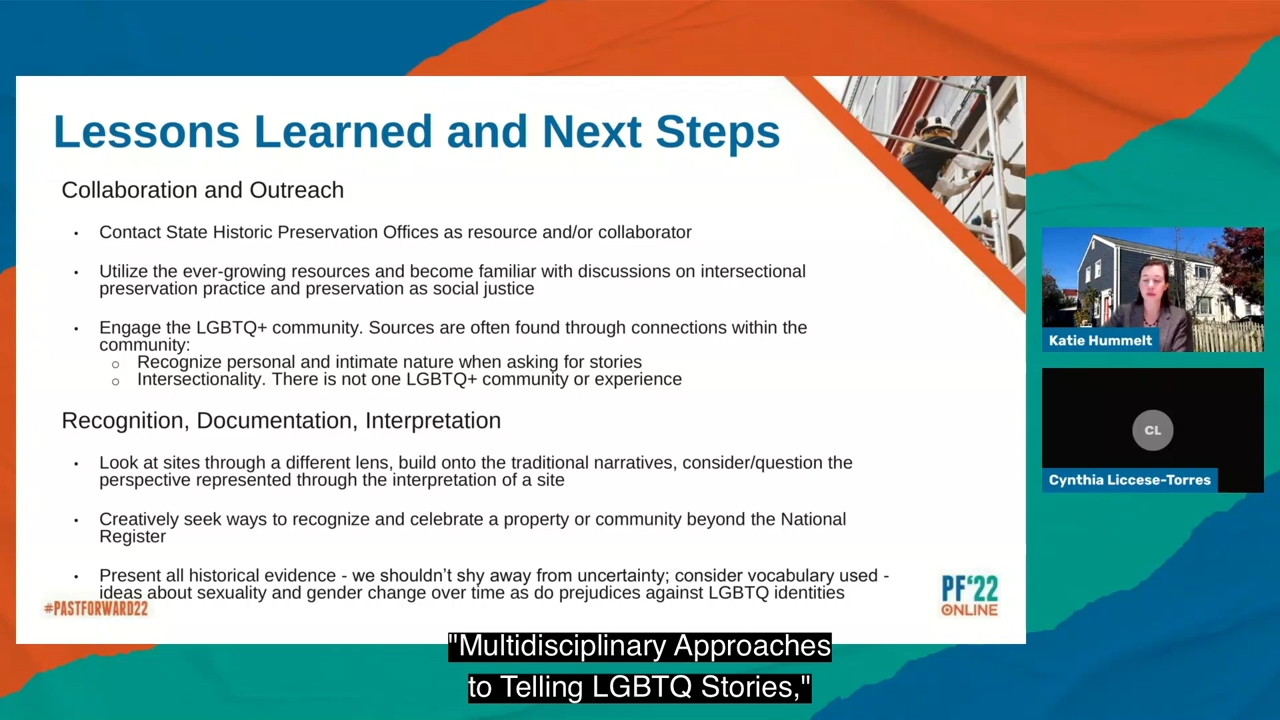 Lessons Learned and Next Steps
Collaboration and Outreach
• Contact State Historic Preservation Offices as resource and/or collaborator
• Utilize the ever-growing resources and become familiar with discussions on intersectional
preservation practice and preservation as social justice
• Engage the LGBTQ+ community. Sources are often found through connections within the
community:
o Recognize personal and intimate nature when asking for stories
o Intersectionality. There is not one LGBTQ+ community or experience
Recognition, Documentation, Interpretation
• Look at sites through a different lens, build onto the traditional narratives, consider/question the
perspective represented through the interpretation of a site
• Creatively seek ways to recognize and celebrate a property or community beyond the National
Register
• Present all historical evidence - we shouldn’t shy away from uncertainty; consider vocabulary used -
ideas about sexuality and gender change over time as do prejudices against LGBTQ identities
#PASTFORWARD22
PF‘22
ONLINE
Katie Hummelt
CL
Cynthia Liccese-Torres
"Multidisciplinary Approaches
to Telling LGBTQ Stories,"